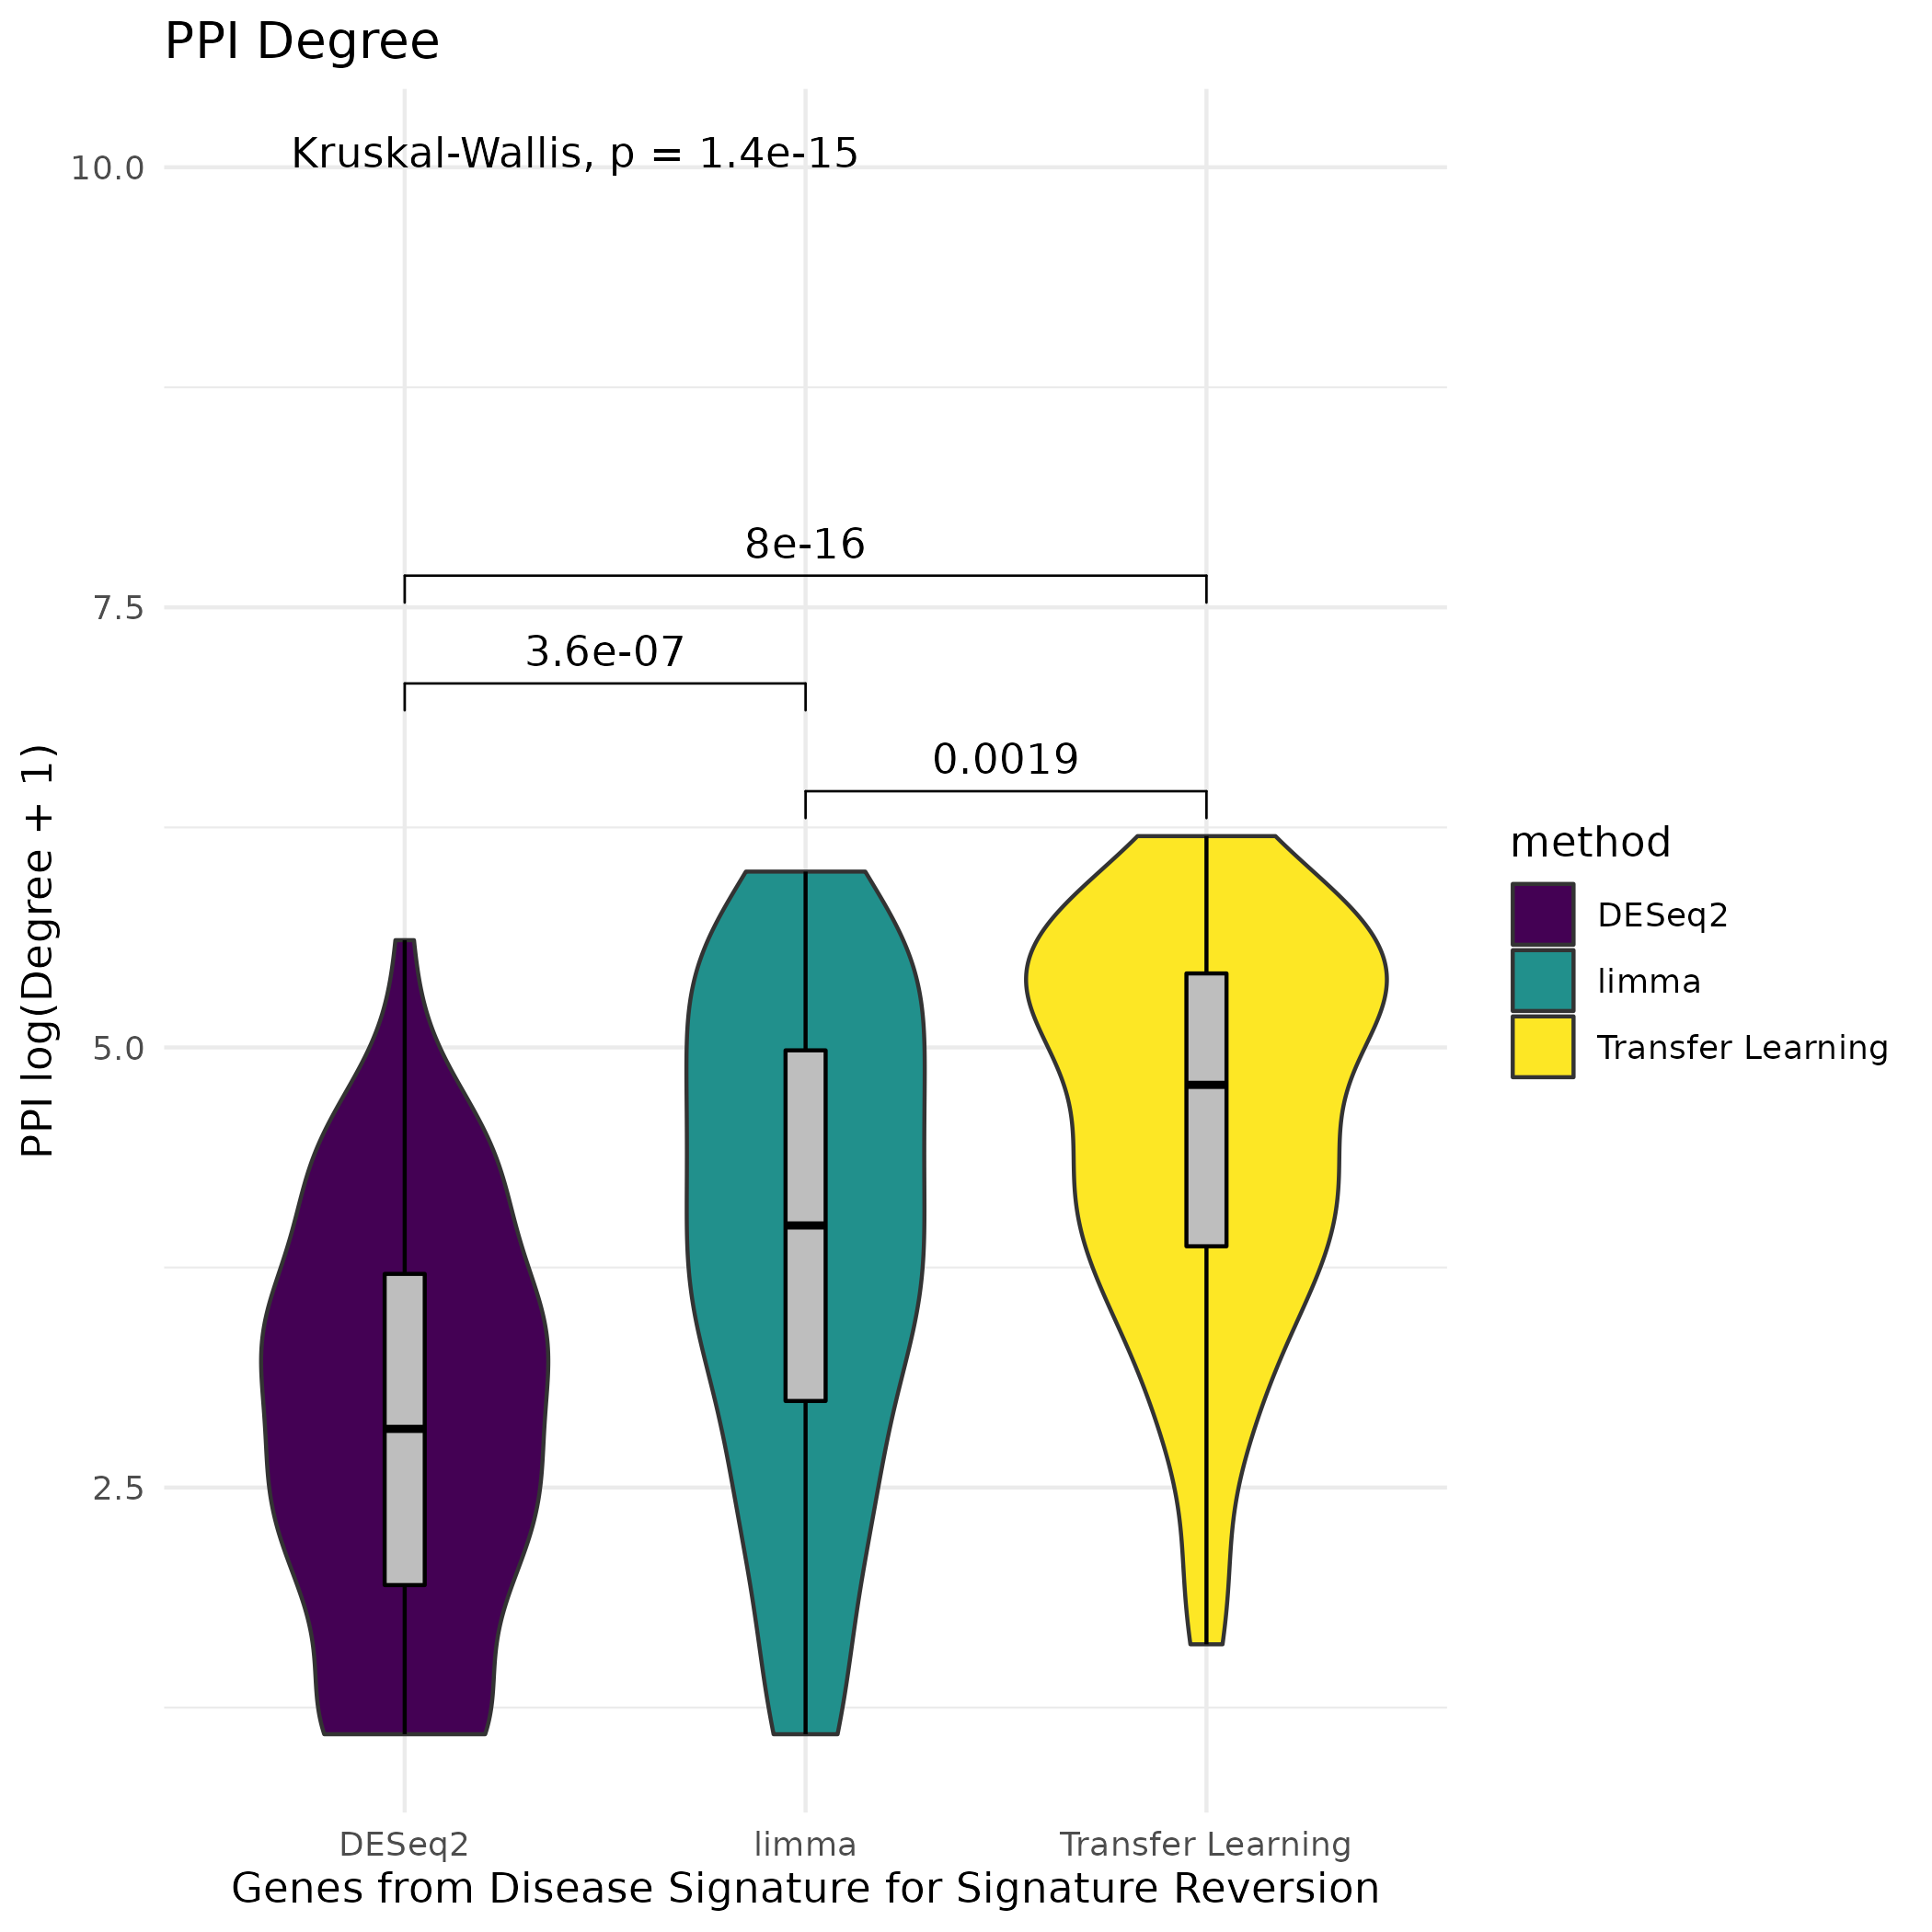 PPI Degree
Kruskal-Wallis, p = 1.4e-15
10.0
8e-16
7.5
3.6e-07
0.0019
5.0
2.5
PPI log(Degree + 1)
method
DESeq2
limma
Transfer Learning
DESeq2
limma
Transfer Learning
Genes from Disease Signature for Signature Reversion